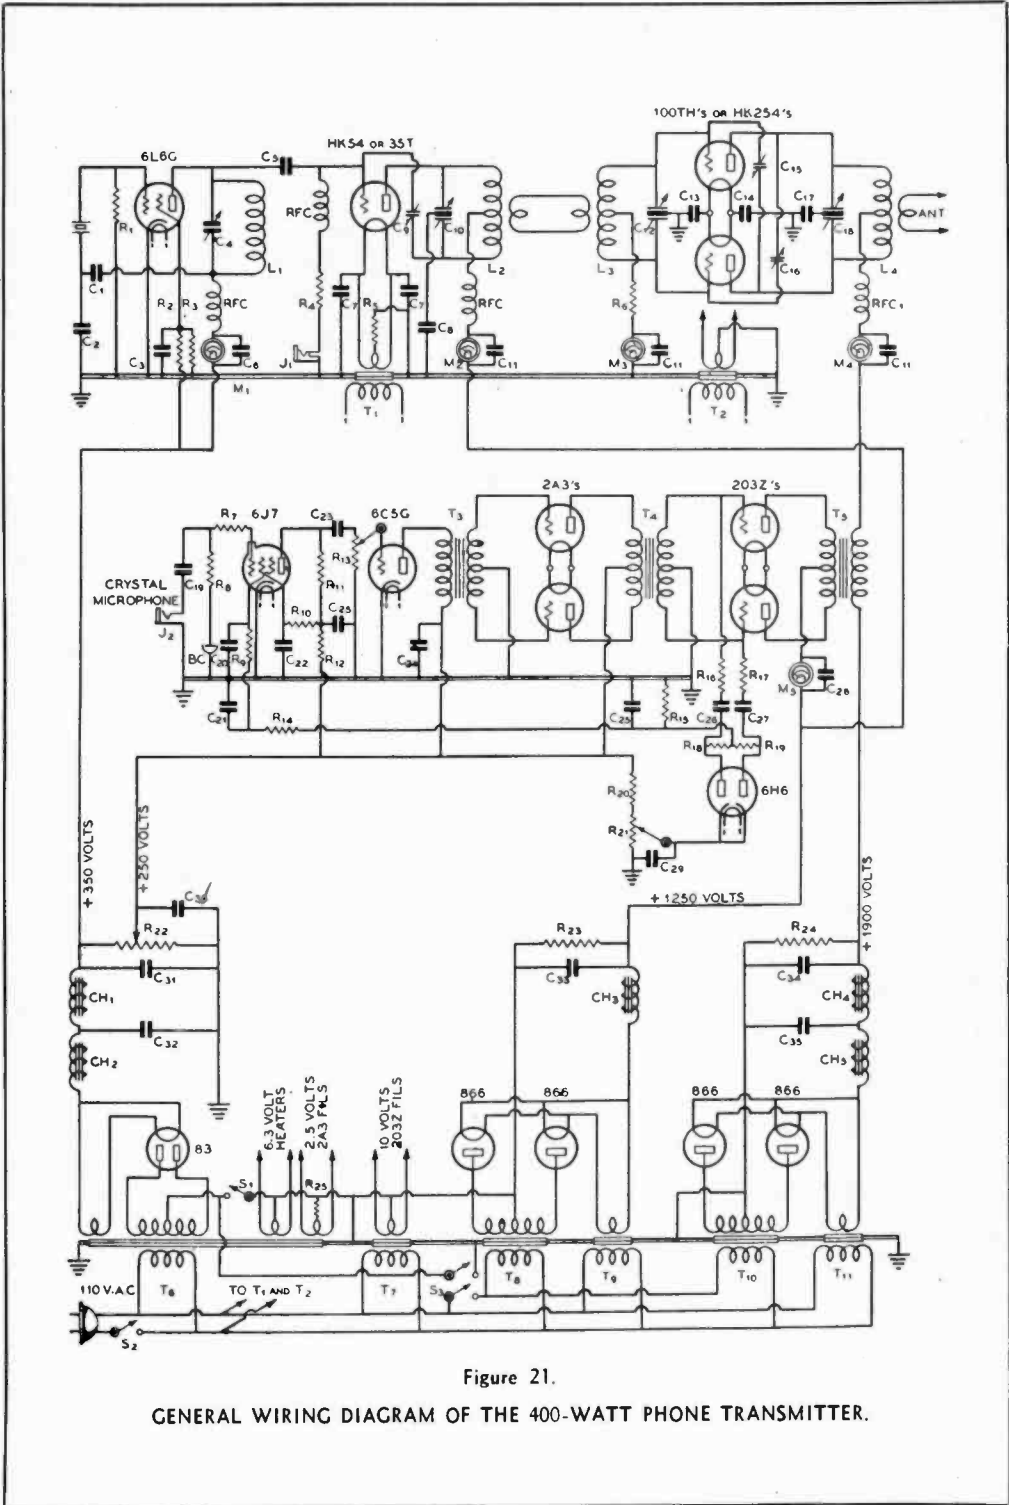 100TH's OR HK254's
HK54 OR 35T
6L6G
C5
C15
RFC
C13
C14
C17
R1
C4
C9
C10
C12
C18
ANT.
L1
L2
L3
C16
L4
C1
R2
R3
RFC
R4
C7
R5
C7
RFC
R6
RFC1
C2
C8
C3
C6
J1
M2
C11
M3
C11
M4
C11
M1
T1
T2
2A3's
203Z's
R7
6J7
C23
6C5G
T3
T4
T5
R13
CRYSTAL
MICROPHONE
C19
R8
R11
R10
C25
J2
BC
C20
R9
C22
R12
R16
R17
M5
C28
C21
R14
C25
R15
C26
C27
R18
R19
R20
6H6
R21
C29
+350 VOLTS
+250 VOLTS
+1250 VOLTS
+1900 VOLTS
R22
R23
R24
C31
C33
C34
CH1
CH3
CH4
C32
C35
CH2
CH5
866
866
866
866
6.3 VOLT
HEATERS
2.5 VOLTS
2A3 FILS
10 VOLTS
203Z FILS
83
S1
R25
110 V.A.C
T6
TO T1 AND T2
T7
S3
T8
T9
T10
T11
S2
Figure 21.
GENERAL WIRING DIAGRAM OF THE 400-WATT PHONE TRANSMITTER.